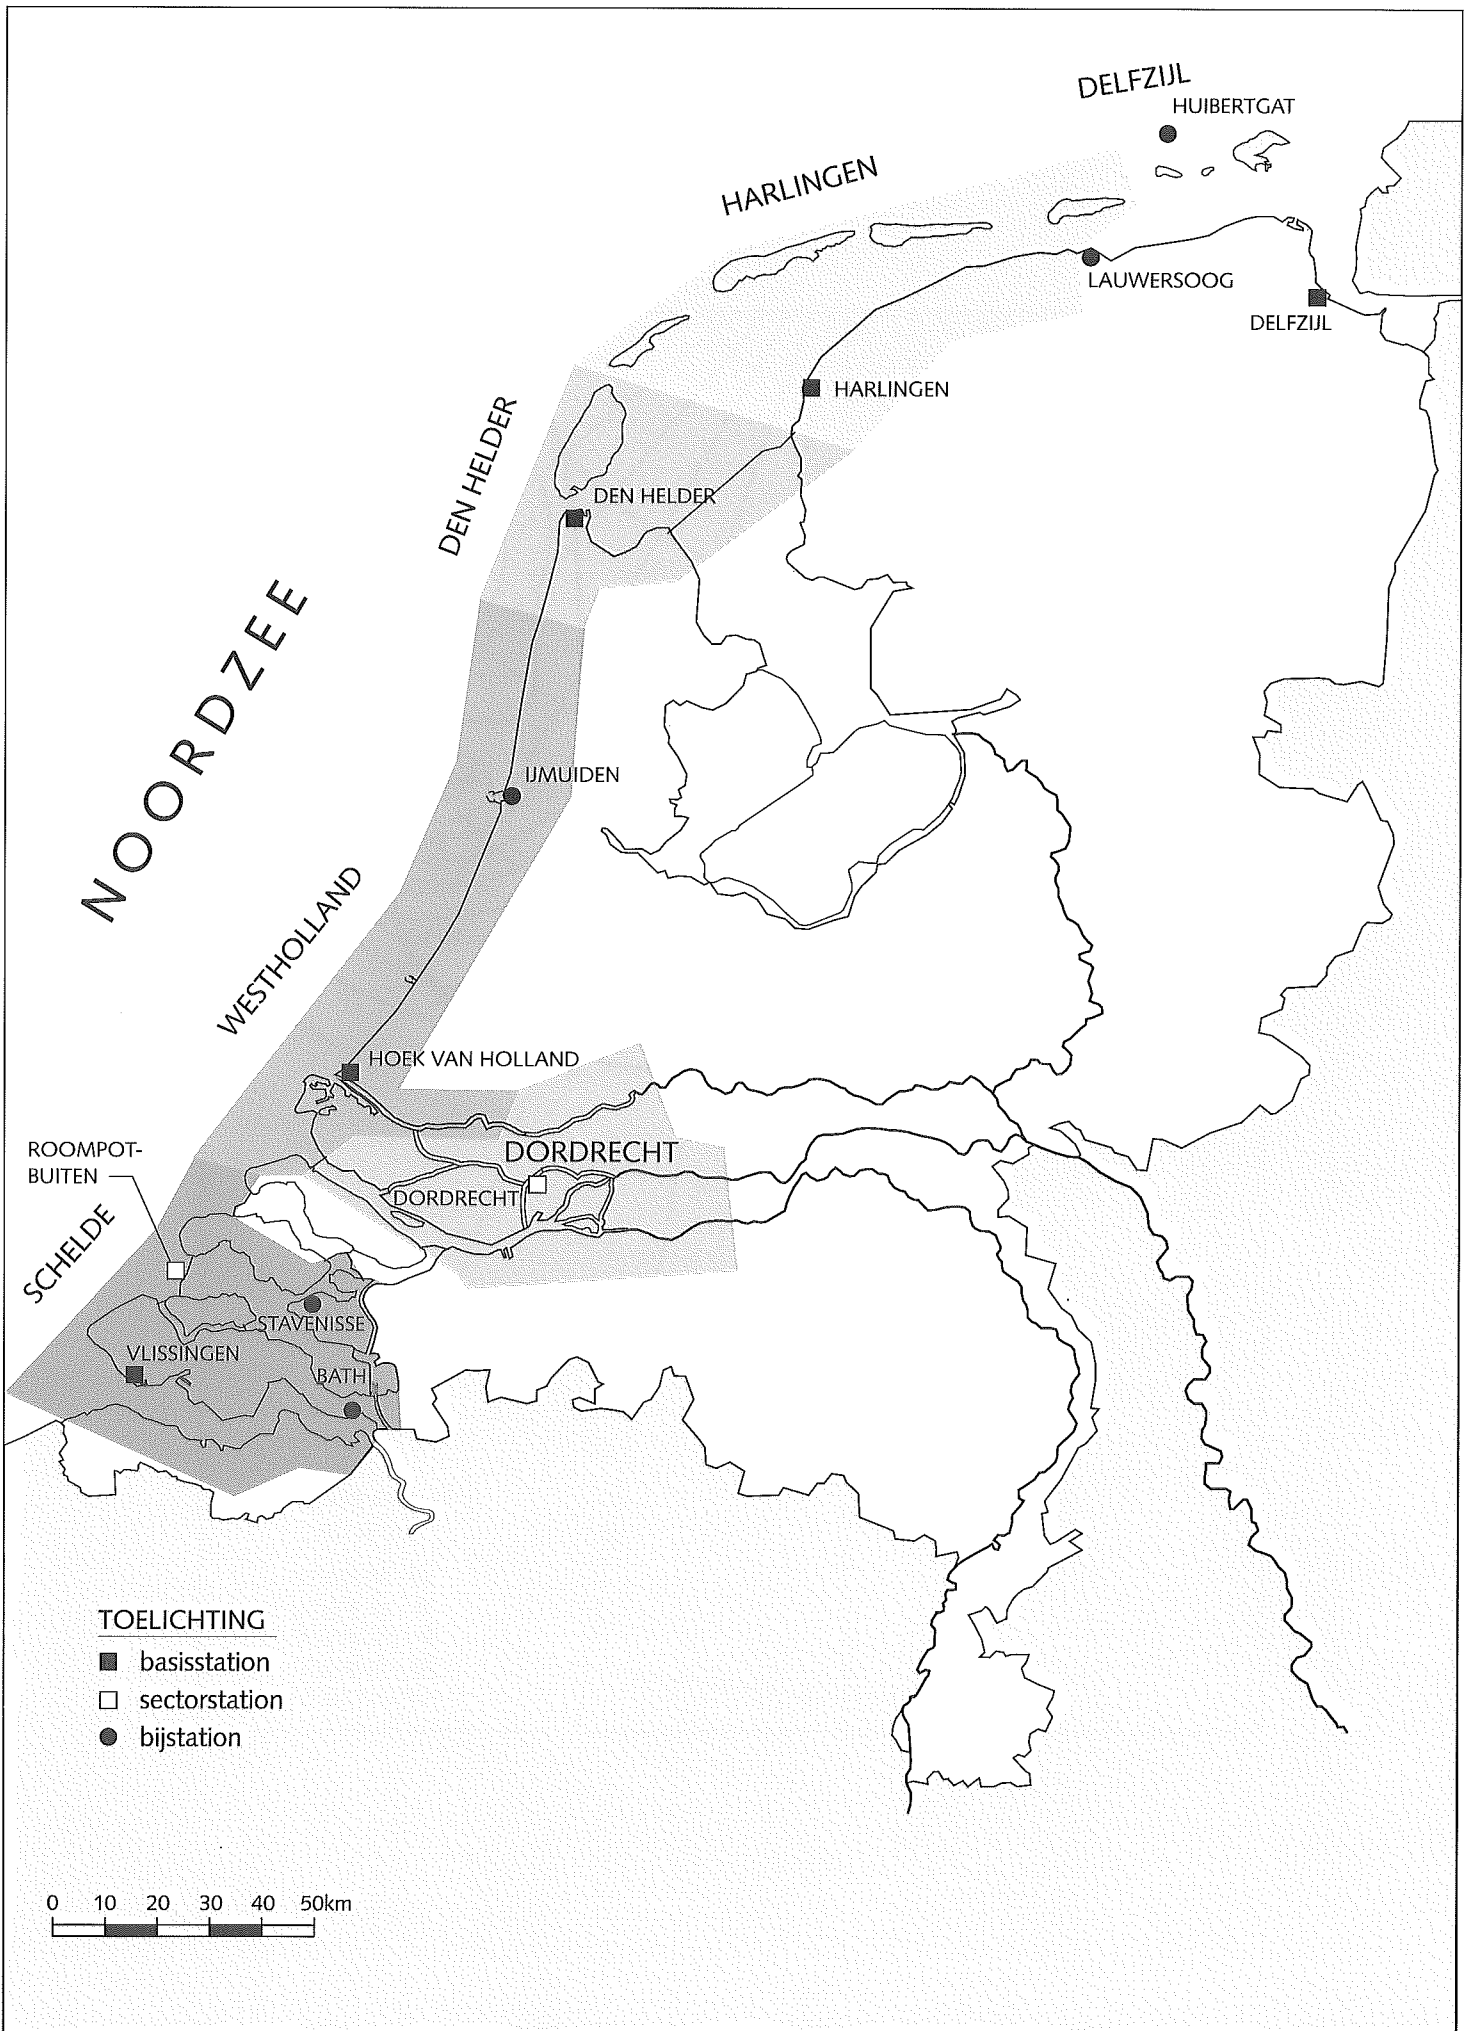 DELFZIJL
HUIBERTGAT
HARLINGEN
LAUWERSOOG
DELFZIJL
HARLINGEN
DEN HELDER
DEN HELDER
NOORDZEE
IJMUIDEN
WESTHOLLAND
HOEK VAN HOLLAND
ROOMPOT-
BUITEN
DORDRECHT
DORDRECHT
SCHELDE
STAVENISSE
VLISSINGEN
BATH
TOELICHTING
basisstation
sectorstation
bijstation
0 10 20 30 40 50km